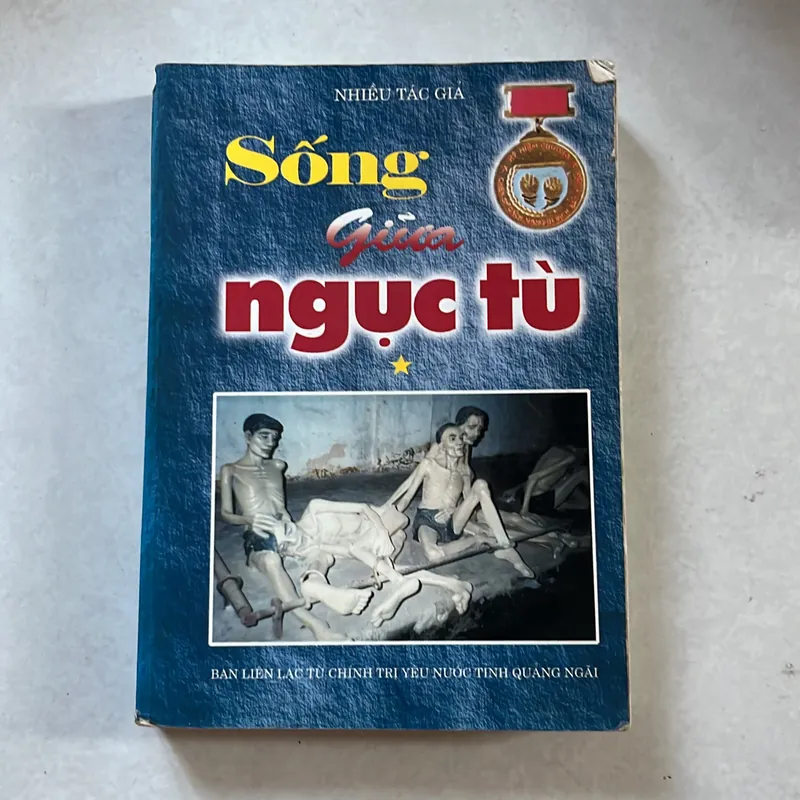 NHIỀU TÁC GIẢ
Sống
Giữa
ngục tù
BAN LIÊN LẠC TÙ CHÍNH TRỊ YÊU NƯỚC TỈNH QUẢNG NGÃI